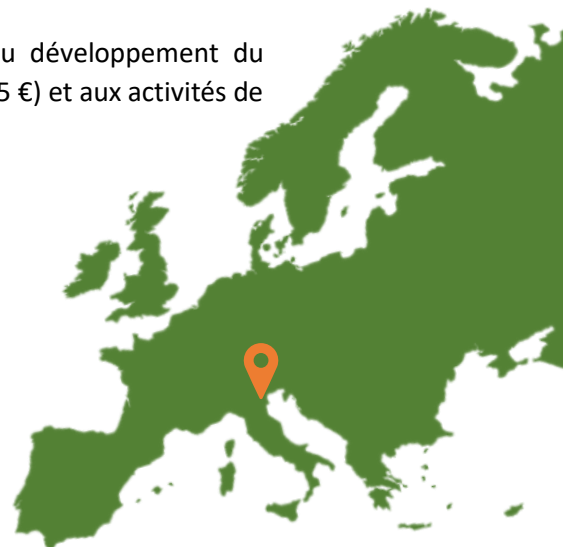 u développement du
5 €) et aux activités de